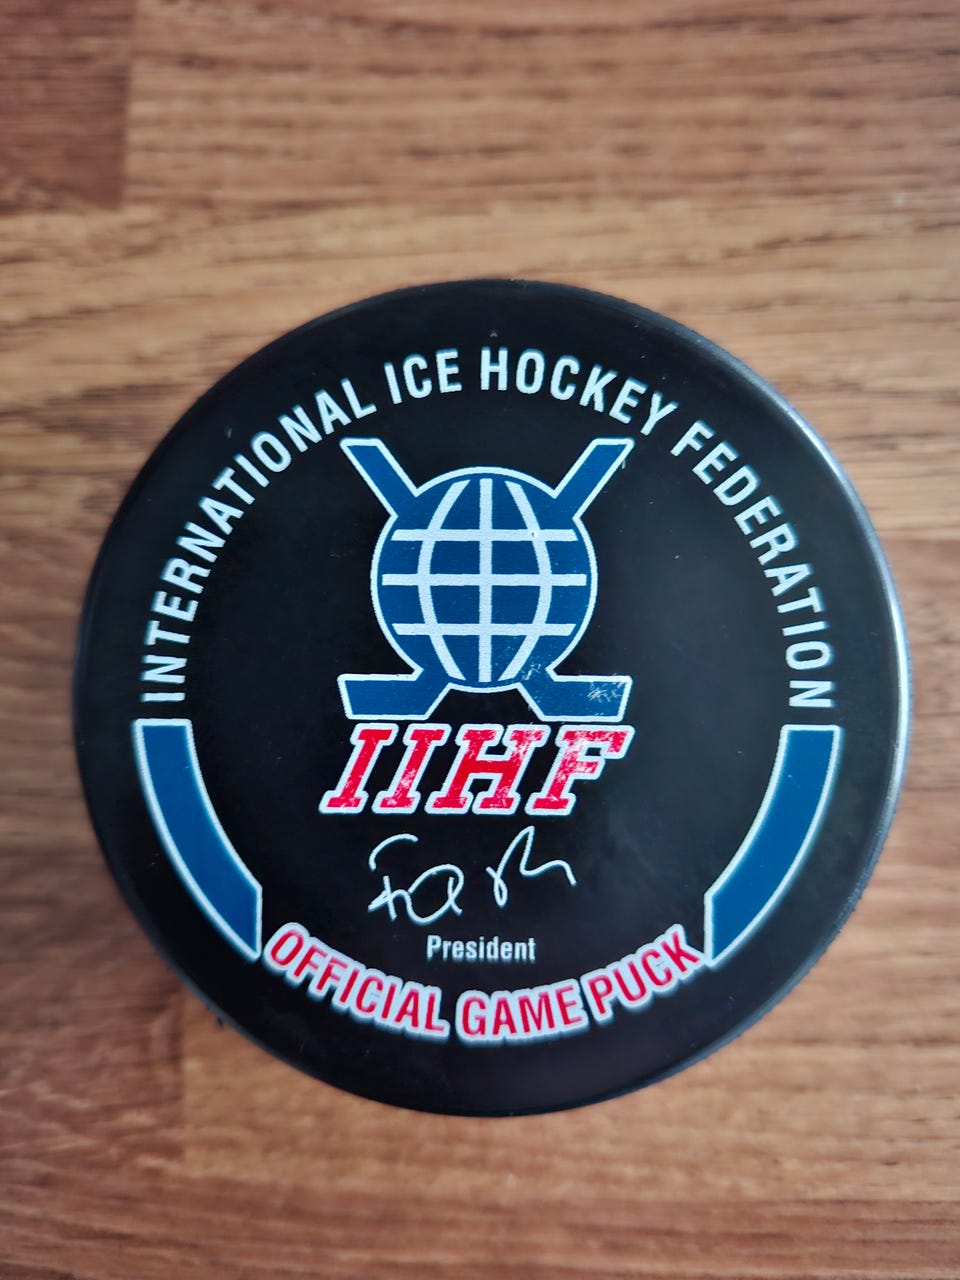 INTERNATIONAL ICE HOCKEY FEDERATION
IIHF
President
OFFICIAL GAME PUCK